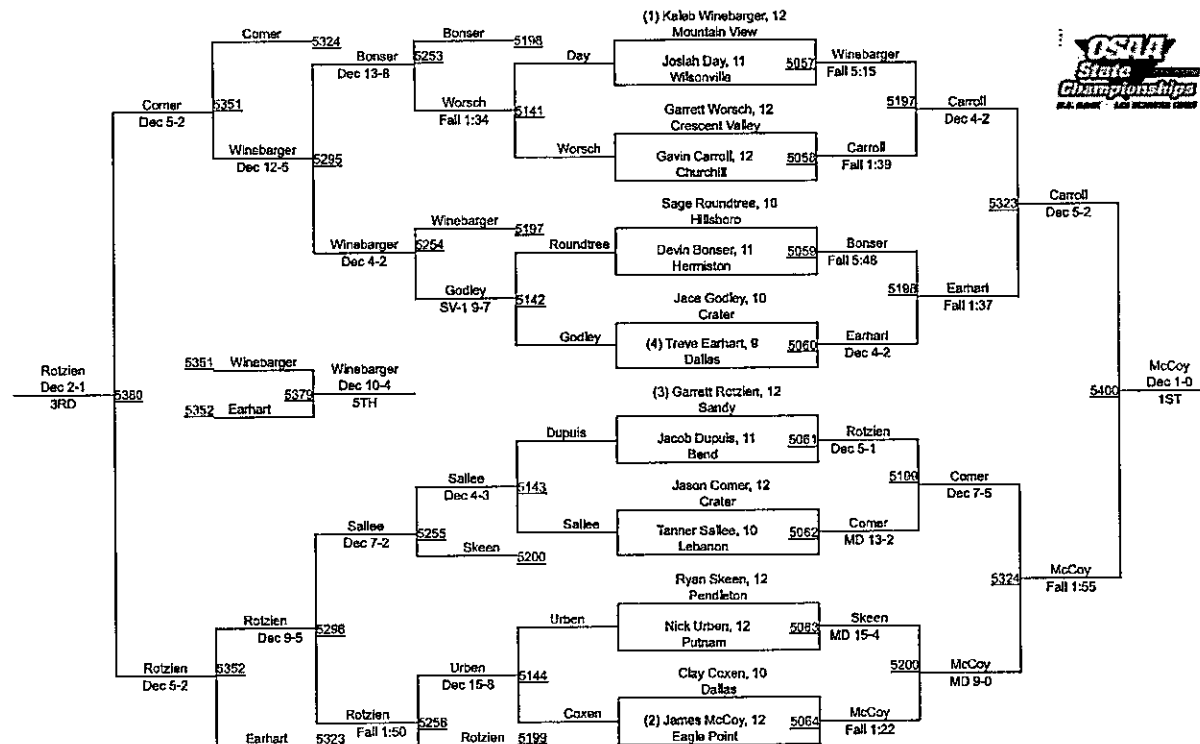 (1) Kaleb Winebarger, 12
Mountain View
OSAA
State
Championships
Comer
5324
Bonser
5198
Bonser
Dec 13-8
5253
Day
Josiah Day, 11
Wilsonville
5057
Winebarger
Fall 5:15
Comer
Dec 5-2
5351
Worsch
Fall 1:34
5141
Garrett Worsch, 12
Crescent Valley
5197
Carroll
Dec 4-2
Winebarger
Dec 12-5
5295
Worsch
Gavin Carroll, 12
Churchill
5058
Carroll
Fall 1:39
Sage Roundtree, 10
Hillsboro
5323
Carroll
Dec 5-2
Winebarger
5197
Winebarger
Dec 4-2
5254
Roundtree
Devin Bonser, 11
Hermiston
5059
Bonser
Fall 5:48
Godley
SV-1 9-7
5142
Jace Godley, 10
Crater
5198
Earhart
Fall 1:37
Godley
(4) Treve Earhart, 9
Dallas
5060
Earhart
Dec 4-2
Rotzien
Dec 2-1
3RD
5380
5351
Winebarger
5352
Earhart
5379
Winebarger
Dec 10-4
5TH
5400
McCoy
Dec 1-0
1ST
(3) Garrett Rotzien, 12
Sandy
Dupuis
Jacob Dupuis, 11
Bend
5061
Rotzien
Dec 5-1
Sallee
Dec 4-3
5143
Jason Comer, 12
Crater
5199
Comer
Dec 7-5
Sallee
Dec 7-2
5255
Sallee
Tanner Sallee, 10
Lebanon
5062
Comer
MD 13-2
Skeen
5200
Ryan Skeen, 12
Pendleton
5324
McCoy
Fall 1:55
Rotzien
Dec 9-5
5296
Urben
Nick Urben, 12
Putnam
5063
Skeen
MD 15-4
Rotzien
Dec 5-2
5352
Urben
Dec 15-8
5144
Clay Coxen, 10
Dallas
5200
McCoy
MD 9-0
Rotzien
Fall 1:50
5256
Coxen
(2) James McCoy, 12
Eagle Point
5064
McCoy
Fall 1:22
Earhart
5323
Rotzien
5199